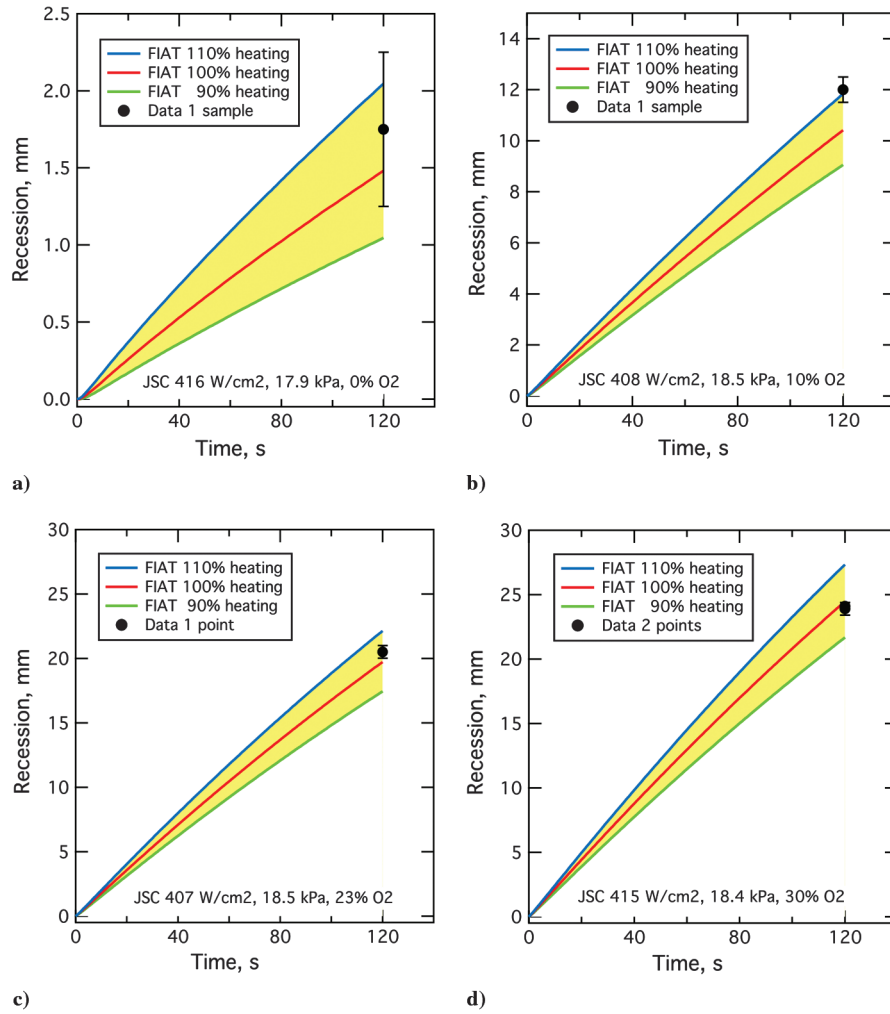 2.5
2.0
1.5
1.0
0.5
0.0
Recession, mm
FIAT 110% heating
FIAT 100% heating
FIAT 90% heating
Data 1 sample
JSC 416 W/cm2, 17.9 kPa, 0% O2
0 40 80 120
Time, s
a)
14
12
10
8
6
4
2
0
Recession, mm
FIAT 110% heating
FIAT 100% heating
FIAT 90% heating
Data 1 sample
JSC 408 W/cm2, 18.5 kPa, 10% O2
0 40 80 120
Time, s
b)
30
25
20
15
10
5
0
Recession, mm
FIAT 110% heating
FIAT 100% heating
FIAT 90% heating
Data 1 point
JSC 407 W/cm2, 18.5 kPa, 23% O2
0 40 80 120
Time, s
c)
30
25
20
15
10
5
0
Recession, mm
FIAT 110% heating
FIAT 100% heating
FIAT 90% heating
Data 2 points
JSC 415 W/cm2, 18.4 kPa, 30% O2
0 40 80 120
Time, s
d)